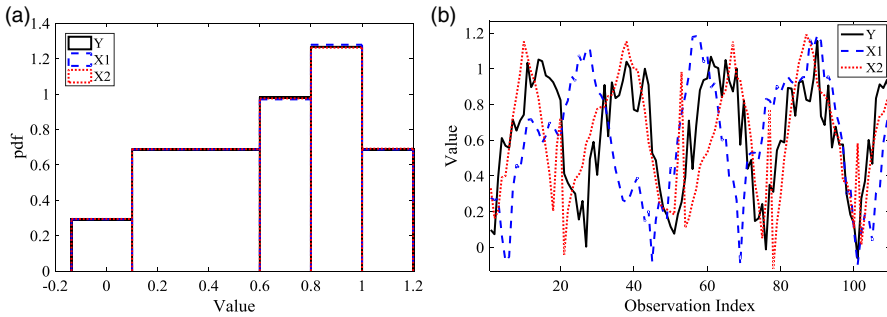 (a)
1.4
1.2
1
0.8
0.6
0.4
0.2
0
pdf
Y
X1
X2
-0.2 0 0.2 0.4 0.6 0.8 1 1.2
Value
(b)
1.2
1
0.8
0.6
0.4
0.2
0
Value
Y
X1
X2
20 40 60 80 100
Observation Index